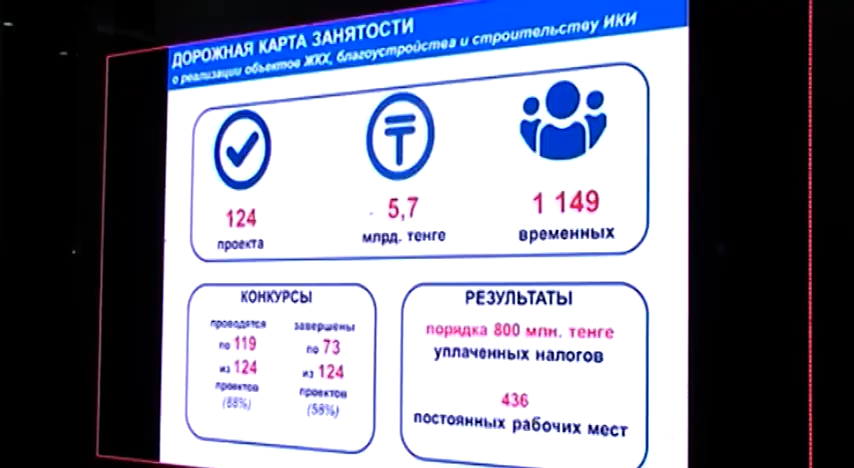 ДОРОЖНАЯ КАРТА ЗАНЯТОСТИ
о реализации объектов ЖКХ, благоустройства и строительству ИКИ
124
проекта
5,7
млрд. тенге
1 149
временных
КОНКУРСЫ
проводятся
по 119
из 124
проектов
(88%)
завершены
по 73
из 124
проектов
(58%)
РЕЗУЛЬТАТЫ
порядка 800 млн. тенге
уплаченных налогов
436
постоянных рабочих мест